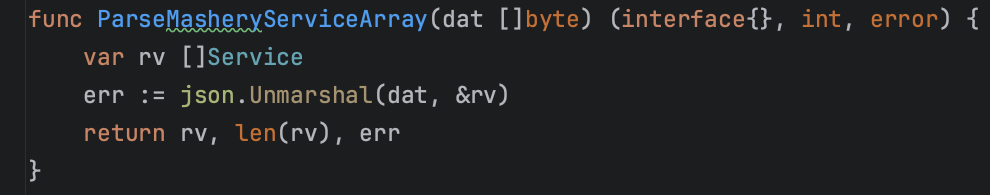 func ParseMasheryServiceArray(dat []byte) (interface{}, int, error) {
    var rv []Service
    err := json.Unmarshal(dat, &rv)
    return rv, len(rv), err
}